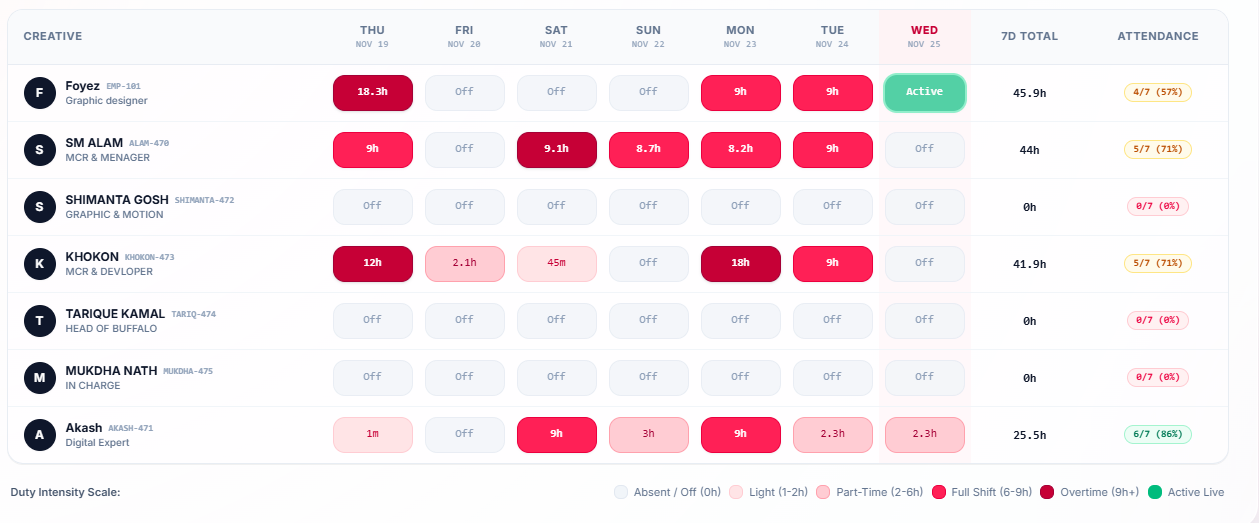 CREATIVE THU FRI SAT SUN MON TUE WED 7D TOTAL ATTENDANCE
NOV 19 NOV 20 NOV 21 NOV 22 NOV 23 NOV 24 NOV 25
F Foyez EMP-101 18.3h Off Off Off 9h 9h Active 45.9h 4/7 (57%)
Graphic designer
S SM ALAM ALAM-470 9h Off 9.1h 8.7h 8.2h 9h Off 44h 5/7 (71%)
MCR & MENAGER
S SHIMANTA GOSH SHIMANTA-472 Off Off Off Off Off Off Off 0h 0/7 (0%)
GRAPHIC & MOTION
K KHOKON KHOKON-473 12h 2.1h 45m Off 18h 9h Off 41.9h 5/7 (71%)
MCR & DEVLOPER
T TARIQUE KAMAL TARIQ-474 Off Off Off Off Off Off Off 0h 0/7 (0%)
HEAD OF BUFFALO
M MUKDHA NATH MUKDHA-475 Off Off Off Off Off Off Off 0h 0/7 (0%)
IN CHARGE
A Akash AKASH-471 1m Off 9h 3h 9h 2.3h 2.3h 25.5h 6/7 (86%)
Digital Expert
Duty Intensity Scale: Absent / Off (0h) Light (1-2h) Part-Time (2-6h) Full Shift (6-9h) Overtime (9h+) Active Live